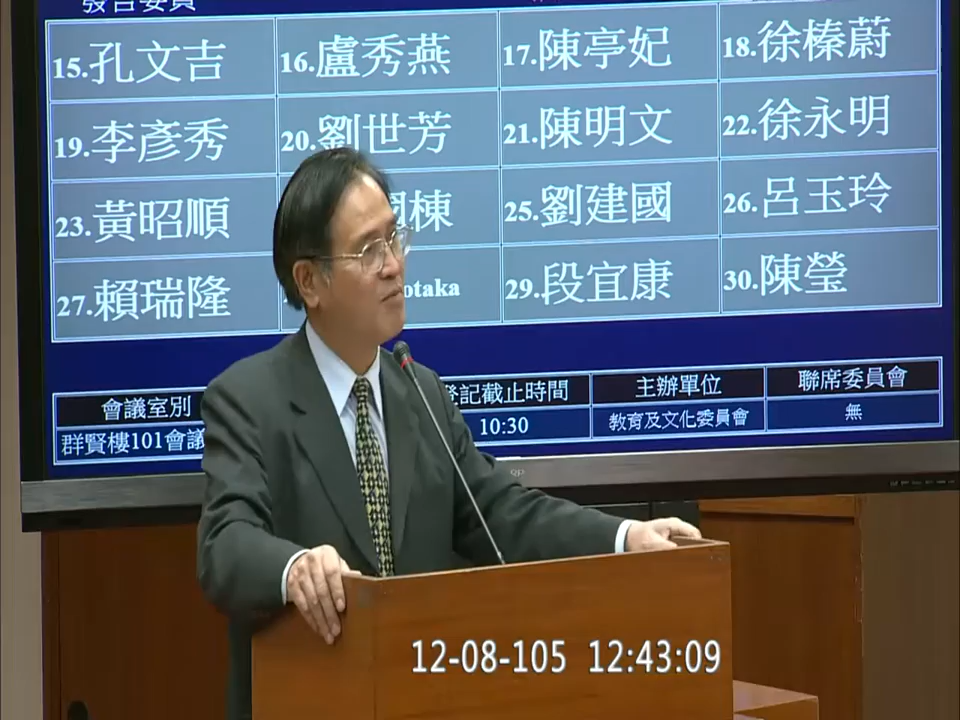 發言委員
15.孔文吉 16.盧秀燕 17.陳亭妃 18.徐榛蔚
19.李彥秀 20.劉世芳 21.陳明文 22.徐永明
23.黃昭順 國棟 25.劉建國 26.呂玉玲
27.賴瑞隆 otaka 29.段宜康 30.陳瑩
會議室別 登記截止時間 主辦單位 聯席委員會
群賢樓101會議 10:30 教育及文化委員會 無
12-08-105 12:43:09